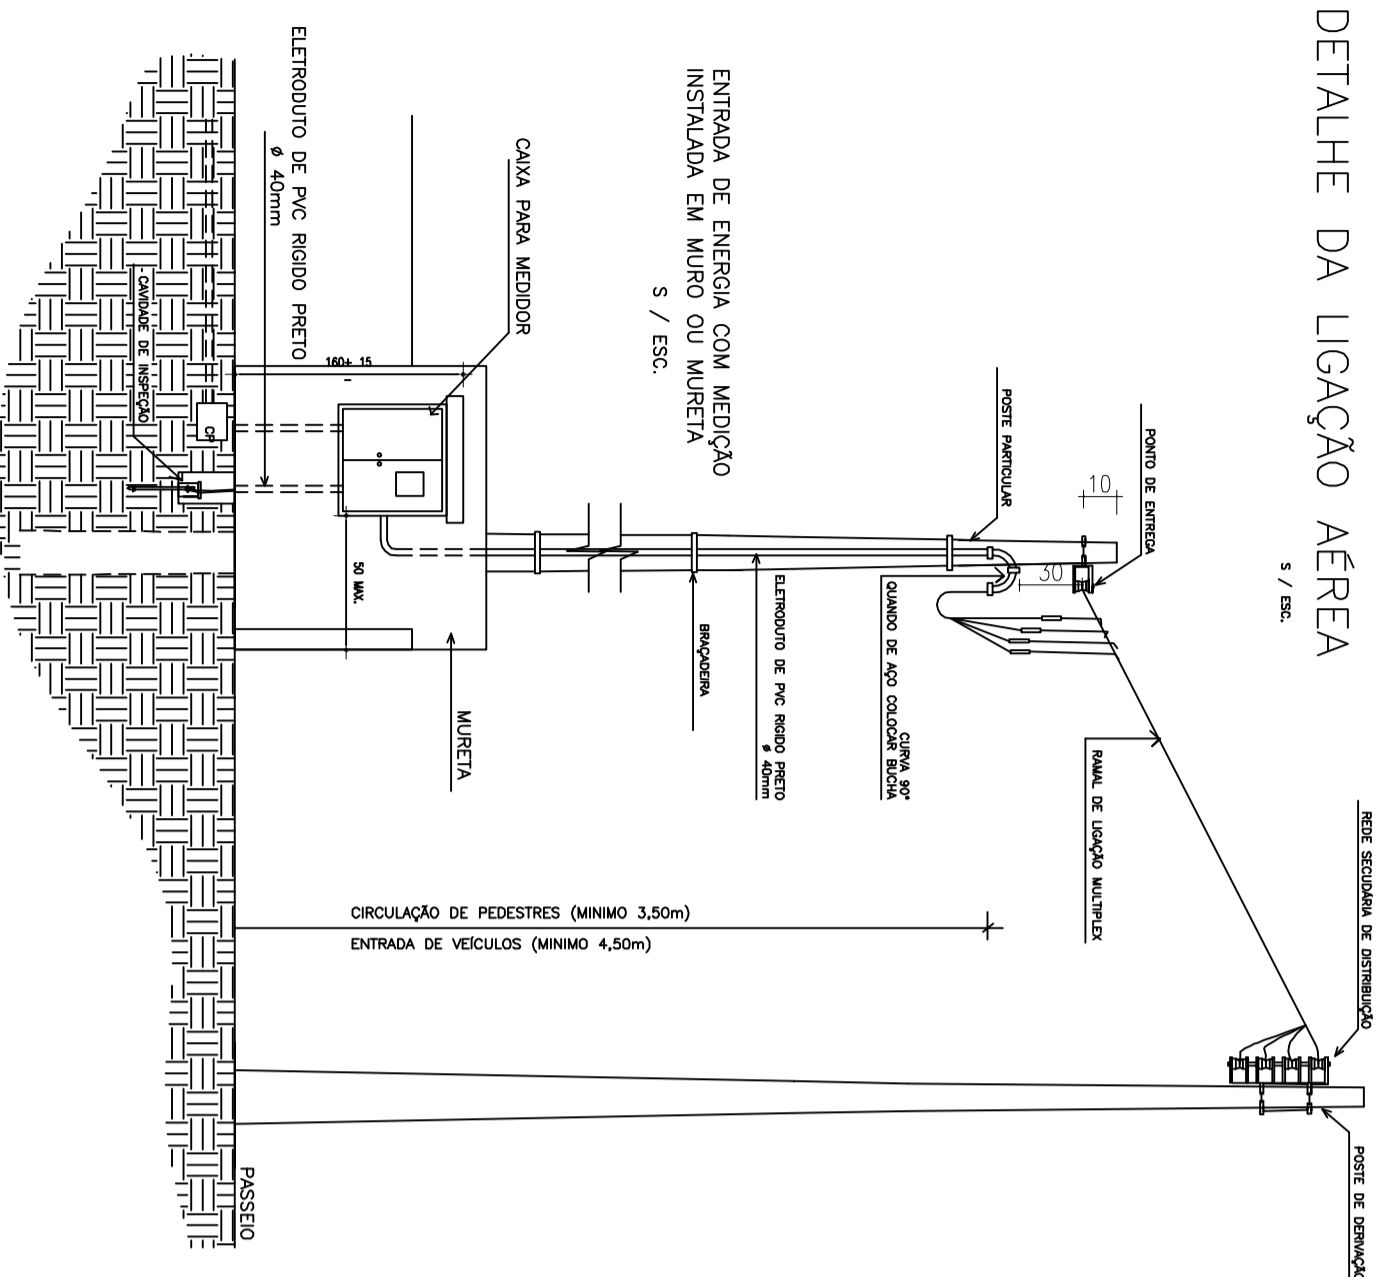 DETALHE DA LIGAÇÃO AÉREA
S / ESC.
REDE SECUDÁRIA DE DISTRIBUIÇÃO
POSTE DE DERIVAÇÃO
PONTO DE ENTREGA
10
POSTE PARTICULAR
30
RAMAL DE LIGAÇÃO MULTIPLEX
CURVA 90°
QUANDO DE AÇO COLOCAR BUCHA
ELETRODUTO DE PVC RIGIDO PRETO
ø 40mm
BRAÇADEIRA
ENTRADA DE ENERGIA COM MEDIÇÃO
INSTALADA EM MURO OU MURETA
S / ESC.
CAIXA PARA MEDIDOR
MURETA
160+ 15
-
50 MAX.
CIRCULAÇÃO DE PEDESTRES (MINIMO 3,50m)
ENTRADA DE VEÍCULOS (MINIMO 4,50m)
ELETRODUTO DE PVC RIGIDO PRETO
ø 40mm
CP
CAVIDADE DE INSPEÇÃO
PASSEIO